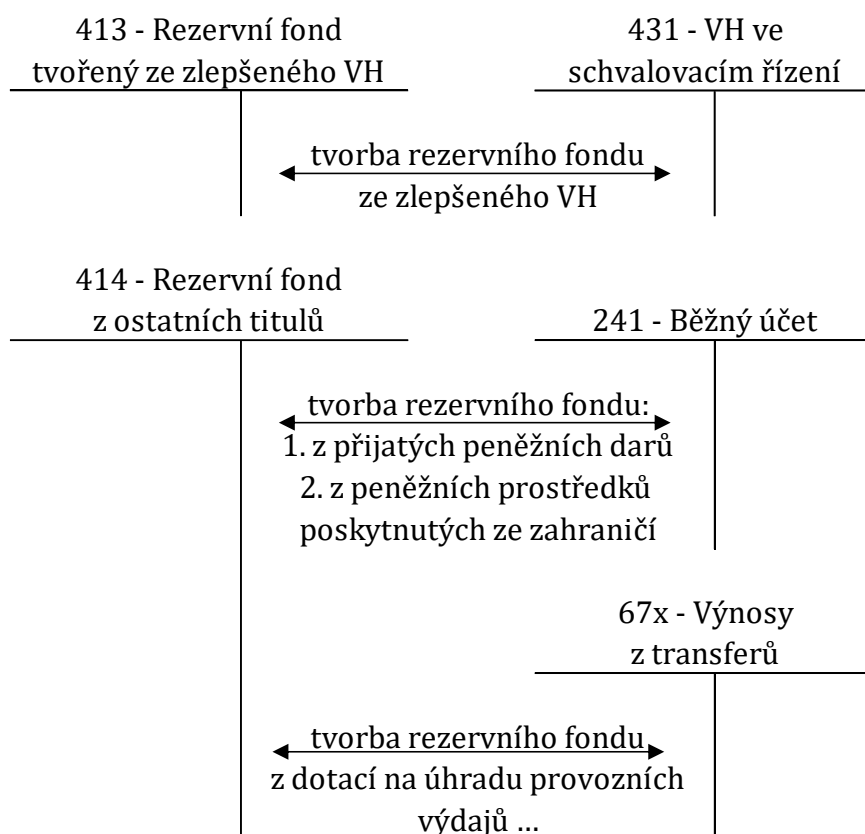 413 - Rezervní fond
tvořený ze zlepšeného VH
431 - VH ve
schvalovacím řízení
tvorba rezervního fondu
ze zlepšeného VH
414 - Rezervní fond
z ostatních titulů
241 - Běžný účet
tvorba rezervního fondu:
1. z přijatých peněžních darů
2. z peněžních prostředků
poskytnutých ze zahraničí
67x - Výnosy
z transferů
tvorba rezervního fondu
z dotací na úhradu provozních
výdajů ...